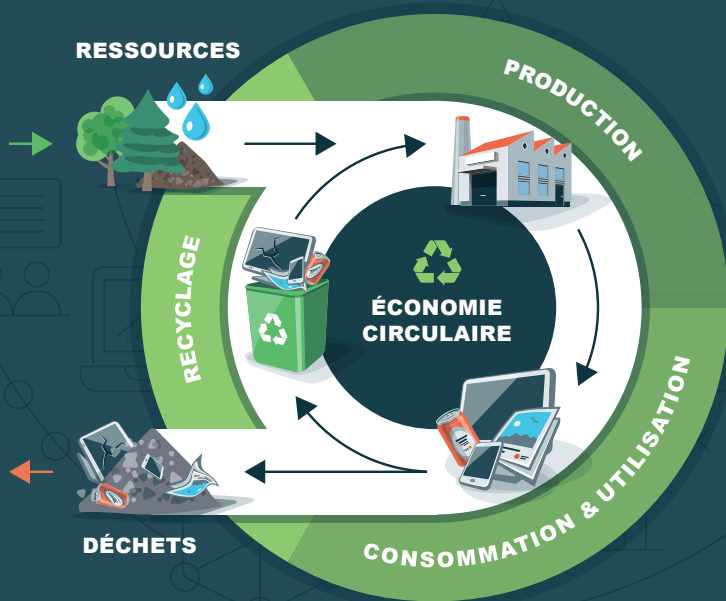 RESSOURCES
PRODUCTION
RECYCLAGE
ÉCONOMIE
CIRCULAIRE
CONSOMMATION & UTILISATION
DÉCHETS